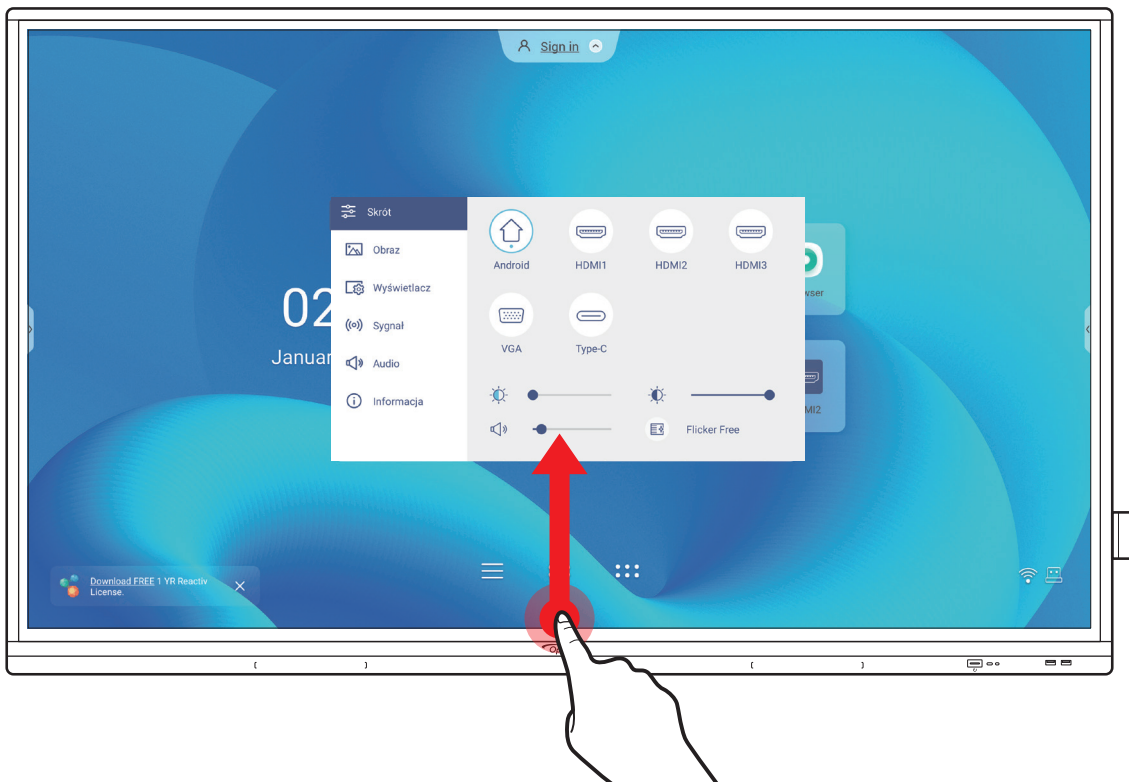 Sign in
Skrót
Obraz
Wyświetlacz
Sygnał
Audio
Informacja
Android
HDMI1
HDMI2
HDMI3
VGA
Type-C
Flicker Free
02
Januar
wser
MI2
Download FREE 1 YR Reactiv
License.